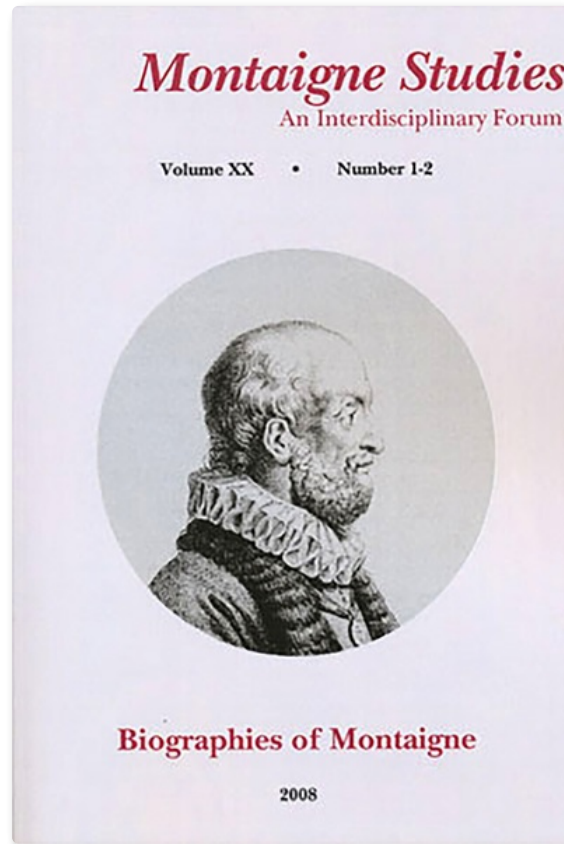 Montaigne Studies
An Interdisciplinary Forum
Volume XX • Number 1-2
Biographies of Montaigne
2008